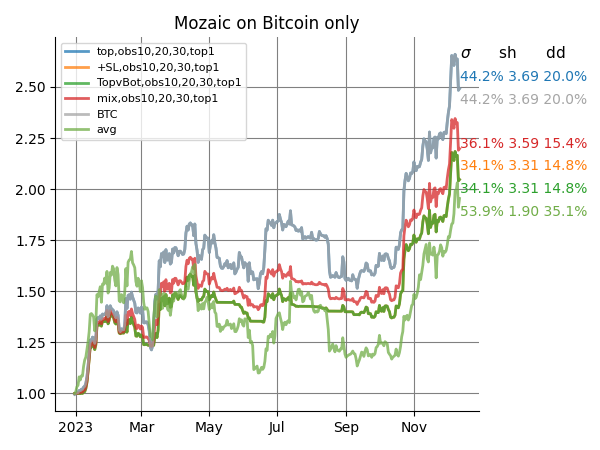 Mozaic on Bitcoin only
σ sh dd
top,obs10,20,30,top1
+SL,obs10,20,30,top1
TopvBot,obs10,20,30,top1
mix,obs10,20,30,top1
BTC
avg
44.2% 3.69 20.0%
44.2% 3.69 20.0%
36.1% 3.59 15.4%
34.1% 3.31 14.8%
34.1% 3.31 14.8%
53.9% 1.90 35.1%
2.50
2.25
2.00
1.75
1.50
1.25
1.00
2023 Mar May Jul Sep Nov